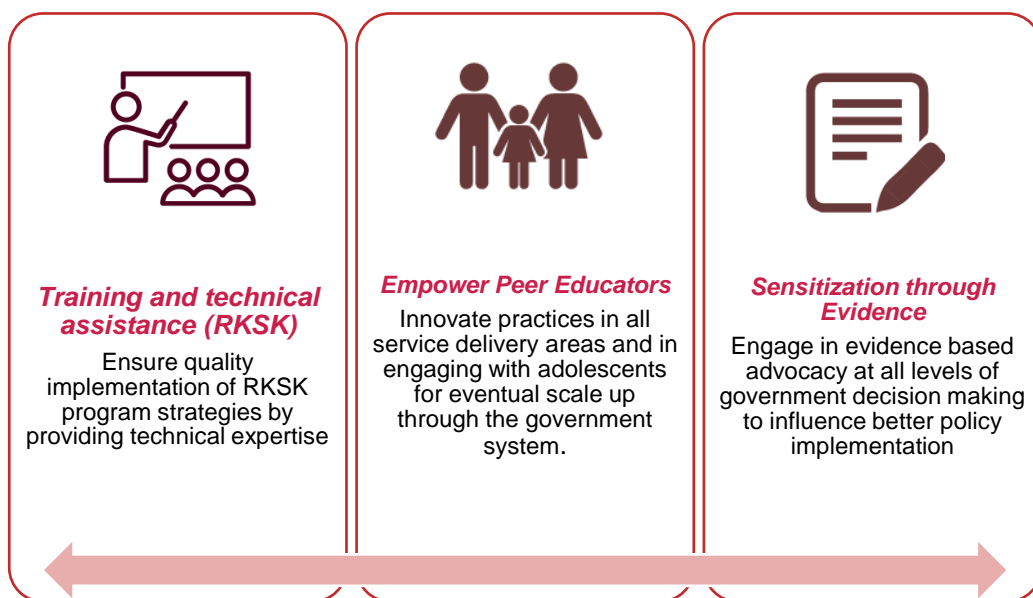 Training and technical
assistance (RKSK)
Ensure quality
implementation of RKSK
program strategies by
providing technical expertise
Empower Peer Educators
Innovate practices in all
service delivery areas and in
engaging with adolescents
for eventual scale up
through the government
system.
Sensitization through
Evidence
Engage in evidence based
advocacy at all levels of
government decision making
to influence better policy
implementation